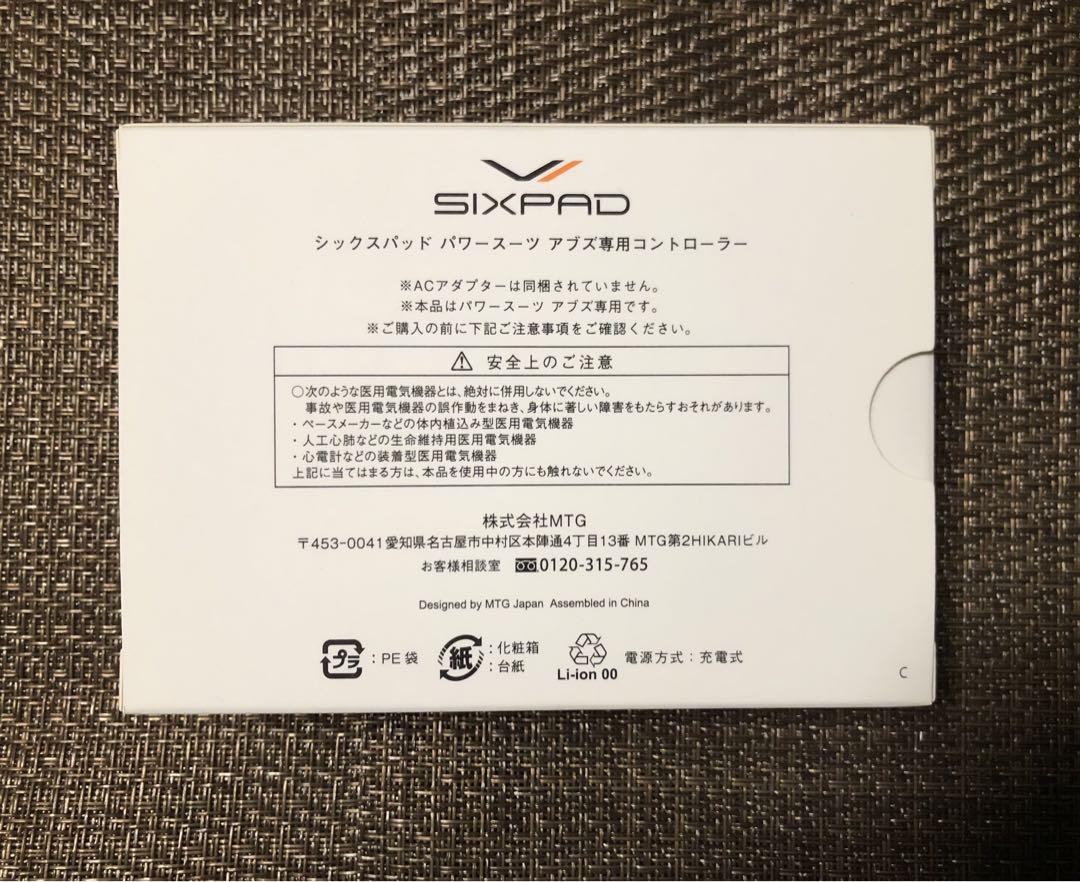 SIXPAD
シックスパッド パワースーツ アブズ専用コントローラー
※ACアダプターは同梱されていません。
※本品はパワースーツ アブズ専用です。
※ご購入の前に下記ご注意事項をご確認ください。
安全上のご注意
○次のような医用電気機器とは、絶対に併用しないでください。
事故や医用電気機器の誤作動をまねき、身体に著しい障害をもたらすおそれがあります。
・ペースメーカーなどの体内植込み型医用電気機器
・人工心肺などの生命維持用医用電気機器
・心電計などの装着型医用電気機器
上記に当てはまる方は、本品を使用中の方にも触れないでください。
株式会社MTG
〒453-0041 愛知県名古屋市中村区本陣通4丁目13番 MTG第2HIKARIビル
お客様相談室 0120-315-765
Designed by MTG Japan Assembled in China
プラ：PE袋 紙：化粧箱 ：台紙 Li-ion 00 電源方式：充電式
C